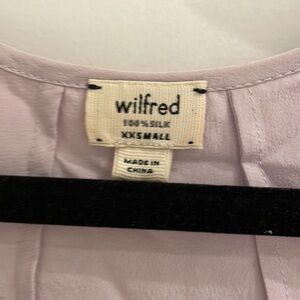 wilfred
100% SILK
XXSMALL
MADE IN
CHINA